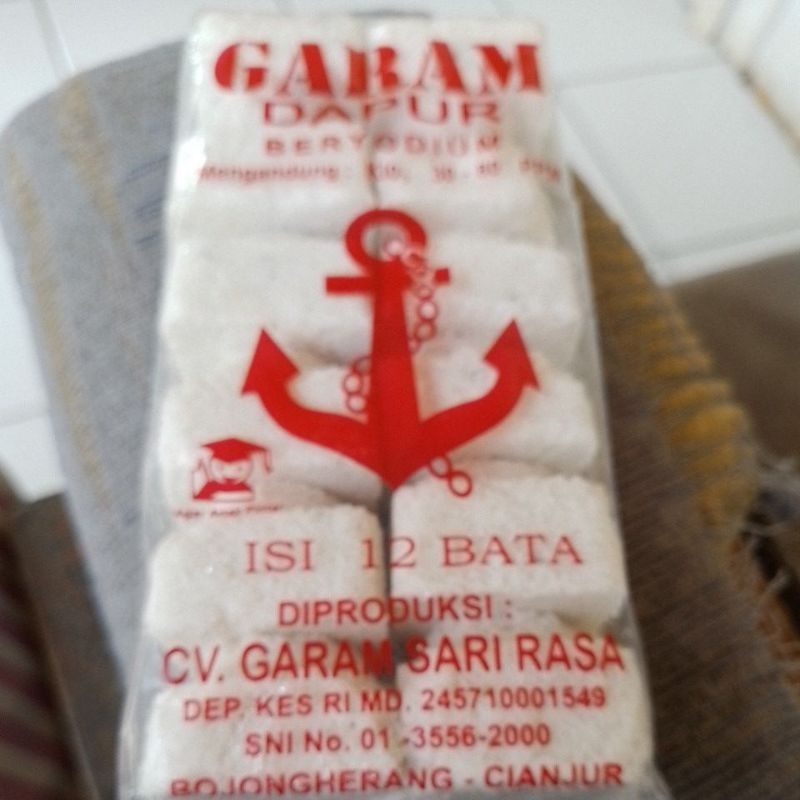 GARAM
DAPUR
BERYODIUM
Mengandung :
ISI 12 BATA
DIPRODUKSI :
CV. GARAM SARI RASA
DEP. KES RI MD. 245710001549
SNI No. 01 -3556-2000
BOJONGHERANG - CIANJUR